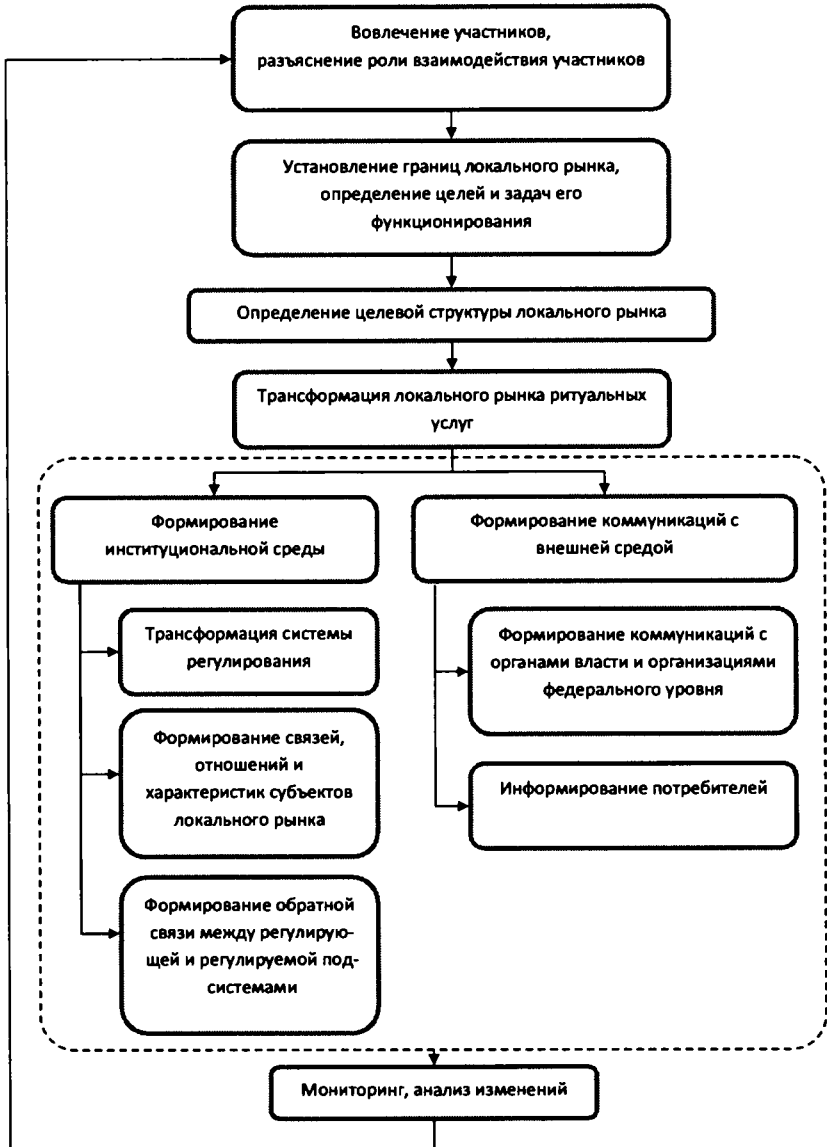 Вовлечение участников,
разъяснение роли взаимодействия участников
Установление границ локального рынка,
определение целей и задач его
функционирования
Определение целевой структуры локального рынка
Трансформация локального рынка ритуальных
услуг
Формирование
институциональной среды
Трансформация системы
регулирования
Формирование связей,
отношений и
характеристик субъектов
локального рынка
Формирование обратной
связи между регулирую-
щей и регулируемой под-
системами
Формирование коммуникаций с
внешней средой
Формирование коммуникаций с
органами власти и организациями
федерального уровня
Информирование потребителей
Мониторинг, анализ изменений